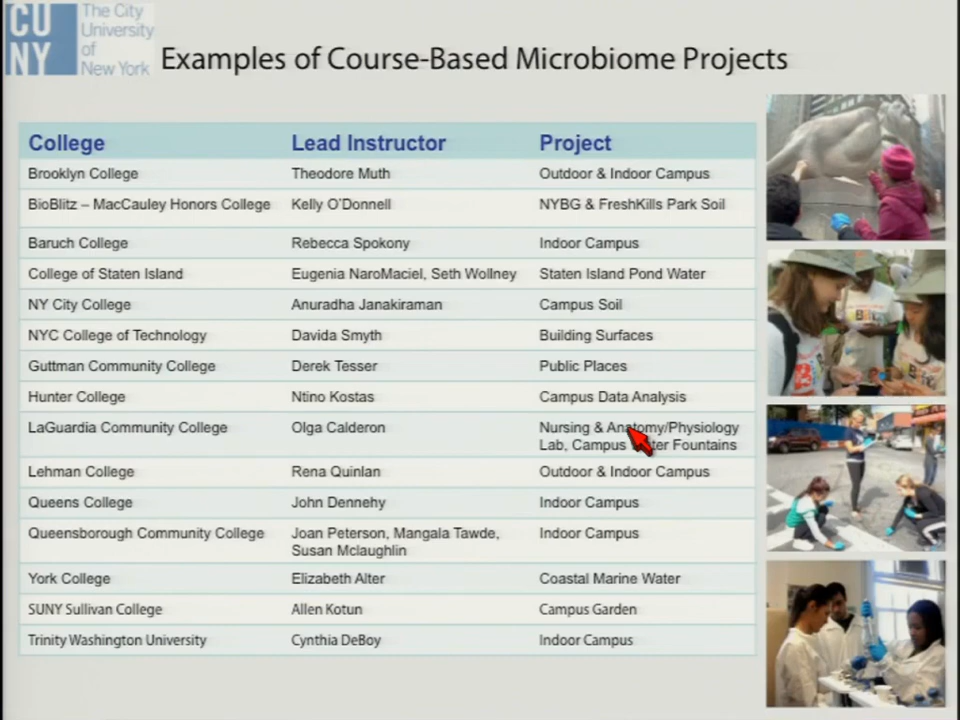 CU
NY
The City
University
of
New York
Examples of Course-Based Microbiome Projects
College Lead Instructor Project
Brooklyn College Theodore Muth Outdoor & Indoor Campus
BioBlitz – MacCauley Honors College Kelly O'Donnell NYBG & FreshKills Park Soil
Baruch College Rebecca Spokony Indoor Campus
College of Staten Island Eugenia NaroMaciel, Seth Wollney Staten Island Pond Water
NY City College Anuradha Janakiraman Campus Soil
NYC College of Technology Davida Smyth Building Surfaces
Guttman Community College Derek Tesser Public Places
Hunter College Ntino Kostas Campus Data Analysis
LaGuardia Community College Olga Calderon Nursing & Anatomy/Physiology
Lab, Campus Water Fountains
Lehman College Rena Quinlan Outdoor & Indoor Campus
Queens College John Dennehy Indoor Campus
Queensborough Community College Joan Peterson, Mangala Tawde, Indoor Campus
Susan Mclaughlin
York College Elizabeth Alter Coastal Marine Water
SUNY Sullivan College Allen Kotun Campus Garden
Trinity Washington University Cynthia DeBoy Indoor Campus